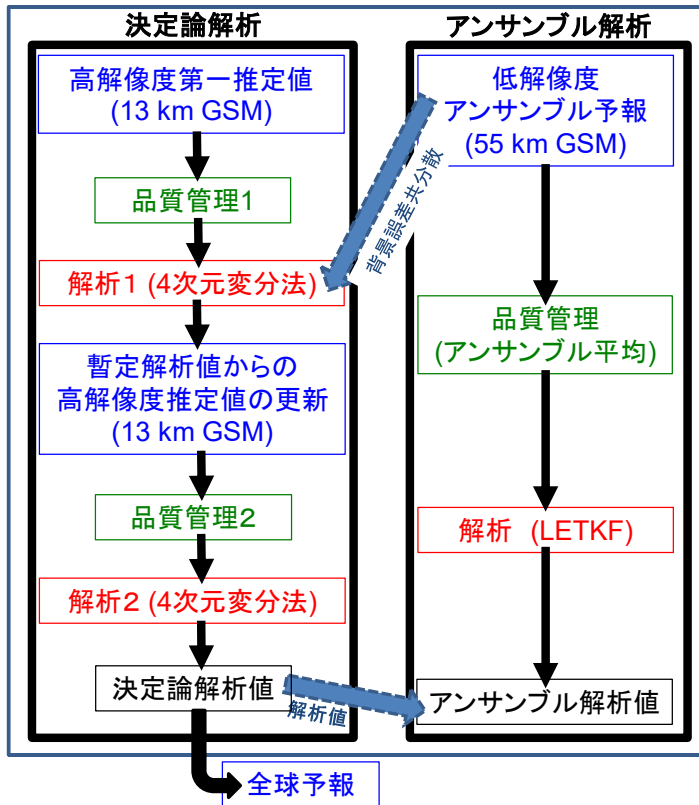 決定論解析
高解像度第一推定値
(13 km GSM)
品質管理1
解析１ (4次元変分法)
暫定解析値からの
高解像度推定値の更新
(13 km GSM)
品質管理２
解析２ (4次元変分法)
決定論解析値
全球予報
背景誤差共分散
解析値
アンサンブル解析
低解像度
アンサンブル予報
(55 km GSM)
品質管理
(アンサンブル平均)
解析　(LETKF)
アンサンブル解析値